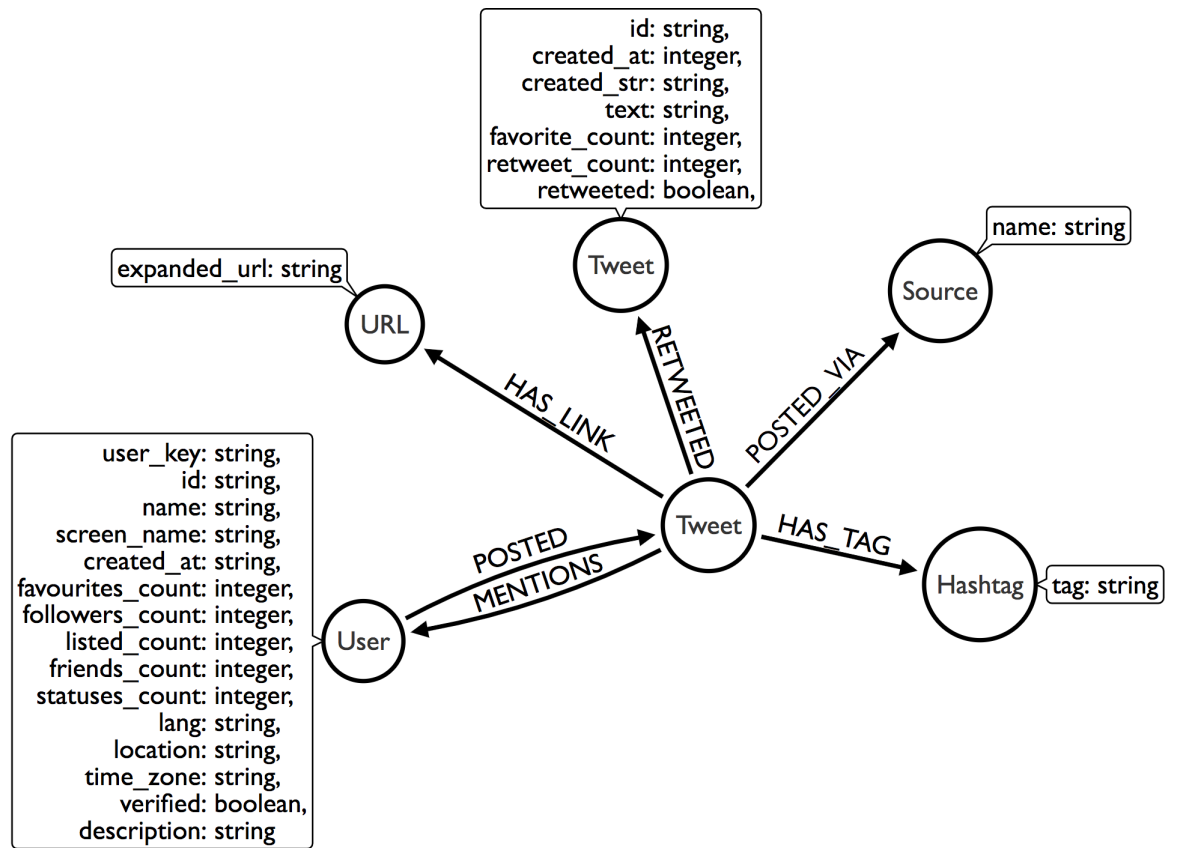 id: string,
created_at: integer,
created_str: string,
text: string,
favorite_count: integer,
retweet_count: integer,
retweeted: boolean,
Tweet
name: string
Source
expanded_url: string
URL
RETWEETED
POSTED_VIA
HAS_LINK
user_key: string,
id: string,
name: string,
screen_name: string,
created_at: string,
favourites_count: integer,
followers_count: integer,
listed_count: integer,
friends_count: integer,
statuses_count: integer,
lang: string,
location: string,
time_zone: string,
verified: boolean,
description: string
User
POSTED
MENTIONS
Tweet
HAS_TAG
Hashtag
tag: string